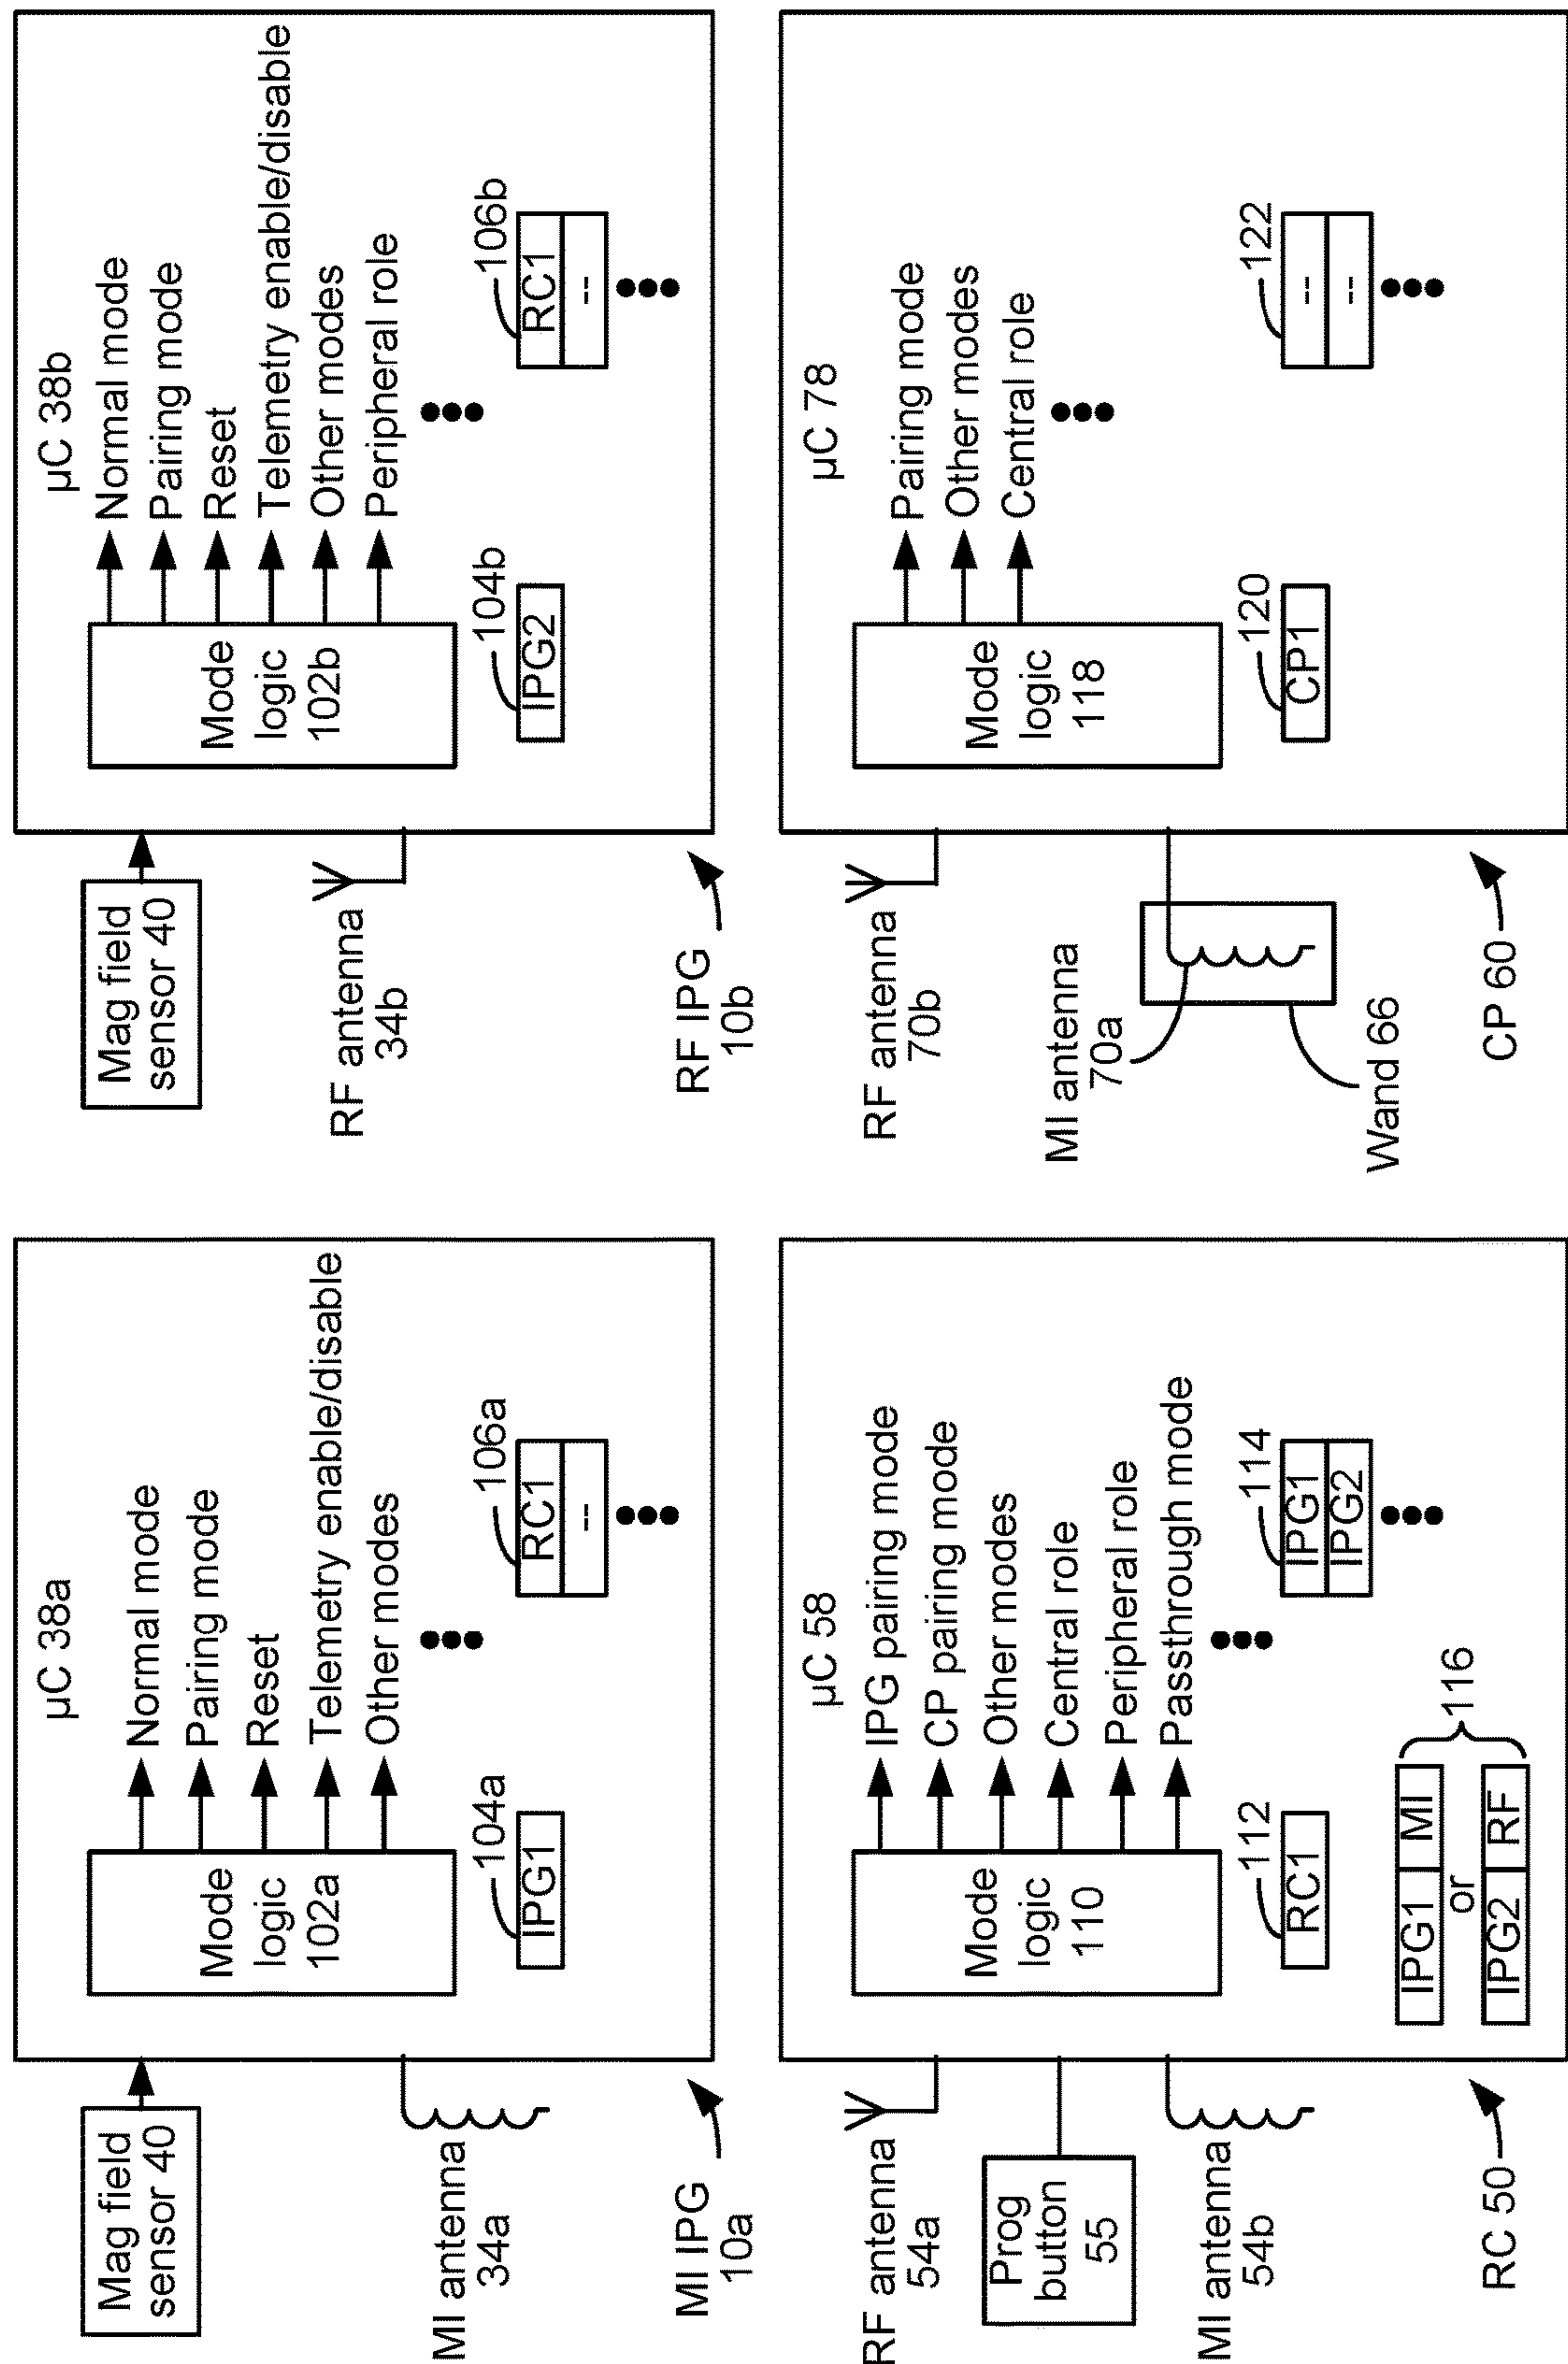 µC 38a
Mag field
sensor 40
Mode
logic
102a
Normal mode
Pairing mode
Reset
Telemetry enable/disable
Other modes
MI antenna
34a
104a
IPG1
106a
RC1
--
MI IPG
10a
µC 38b
Mag field
sensor 40
Mode
logic
102b
Normal mode
Pairing mode
Reset
Telemetry enable/disable
Other modes
Peripheral role
RF antenna
34b
104b
IPG2
106b
RC1
--
RF IPG
10b
µC 58
RF antenna
54a
Prog
button
55
MI antenna
54b
Mode
logic
110
IPG pairing mode
CP pairing mode
Other modes
Central role
Peripheral role
Passthrough mode
112
RC1
114
IPG1
IPG2
IPG1 MI
or
IPG2 RF
116
RC 50
µC 78
RF antenna
70b
MI antenna
70a
Wand 66
Mode
logic
118
Pairing mode
Other modes
Central role
120
CP1
122
--
--
CP 60